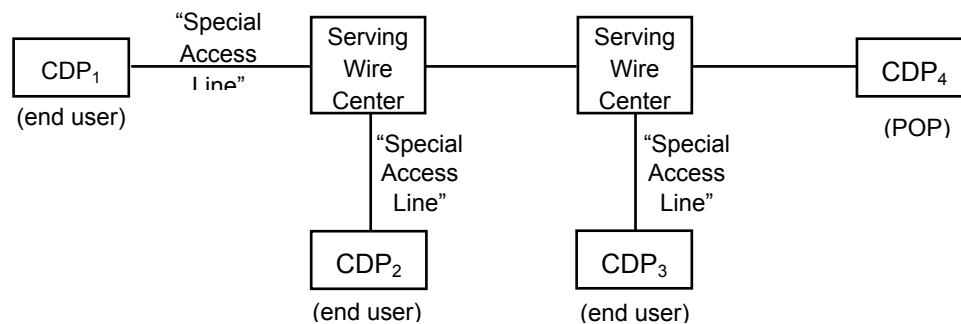 “Special
Access
Line”
CDP1
(end user)
Serving
Wire
Center
Serving
Wire
Center
CDP4
(POP)
“Special
Access
Line”
“Special
Access
Line”
CDP2
(end user)
CDP3
(end user)